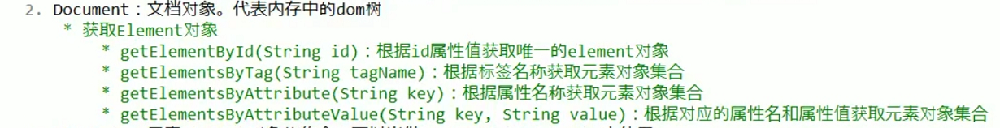 2. Document：文档对象。代表内存中的dom树
* 获取Element对象
* getElementById(String id)：根据id属性值获取唯一的element对象
* getElementsByTag(String tagName)：根据标签名称获取元素对象集合
* getElementsByAttribute(String key)：根据属性名称获取元素对象集合
* getElementsByAttributeValue(String key, String value)：根据对应的属性名和属性值获取元素对象集合